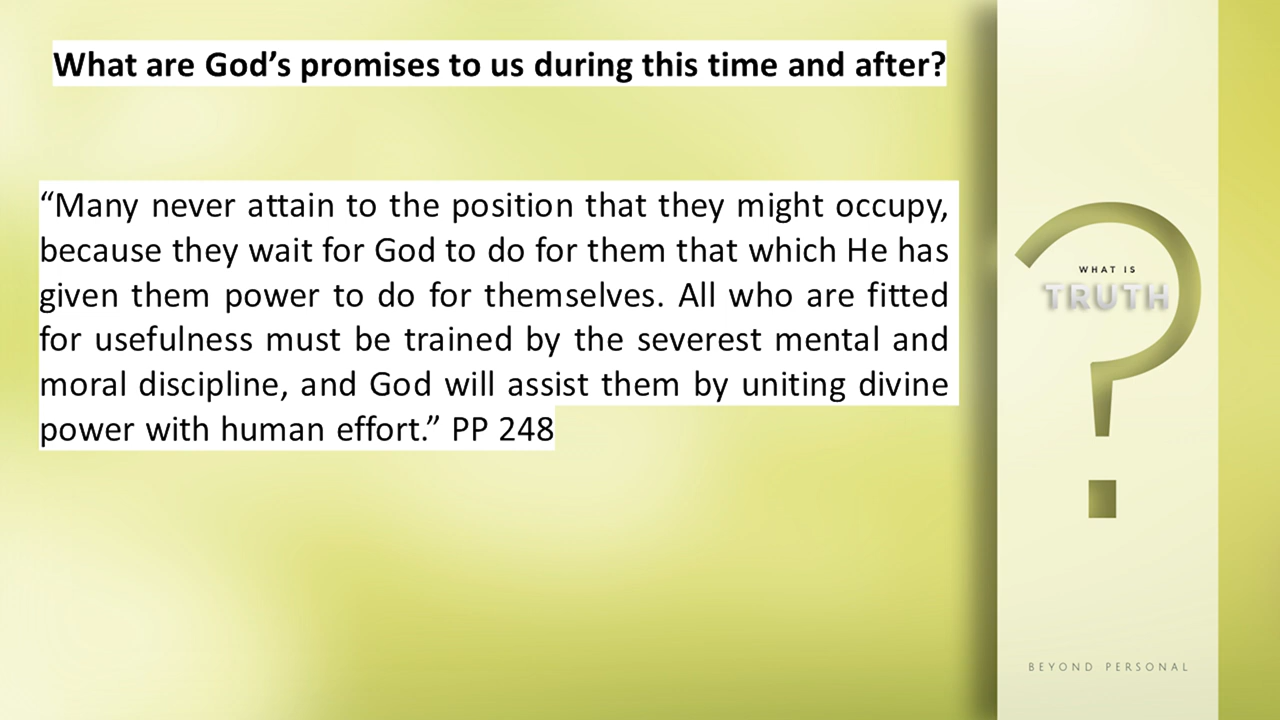 What are God’s promises to us during this time and after?
“Many never attain to the position that they might occupy,
because they wait for God to do for them that which He has
given them power to do for themselves. All who are fitted
for usefulness must be trained by the severest mental and
moral discipline, and God will assist them by uniting divine
power with human effort.” PP 248
WHAT IS
TRUTH
BEYOND PERSONAL